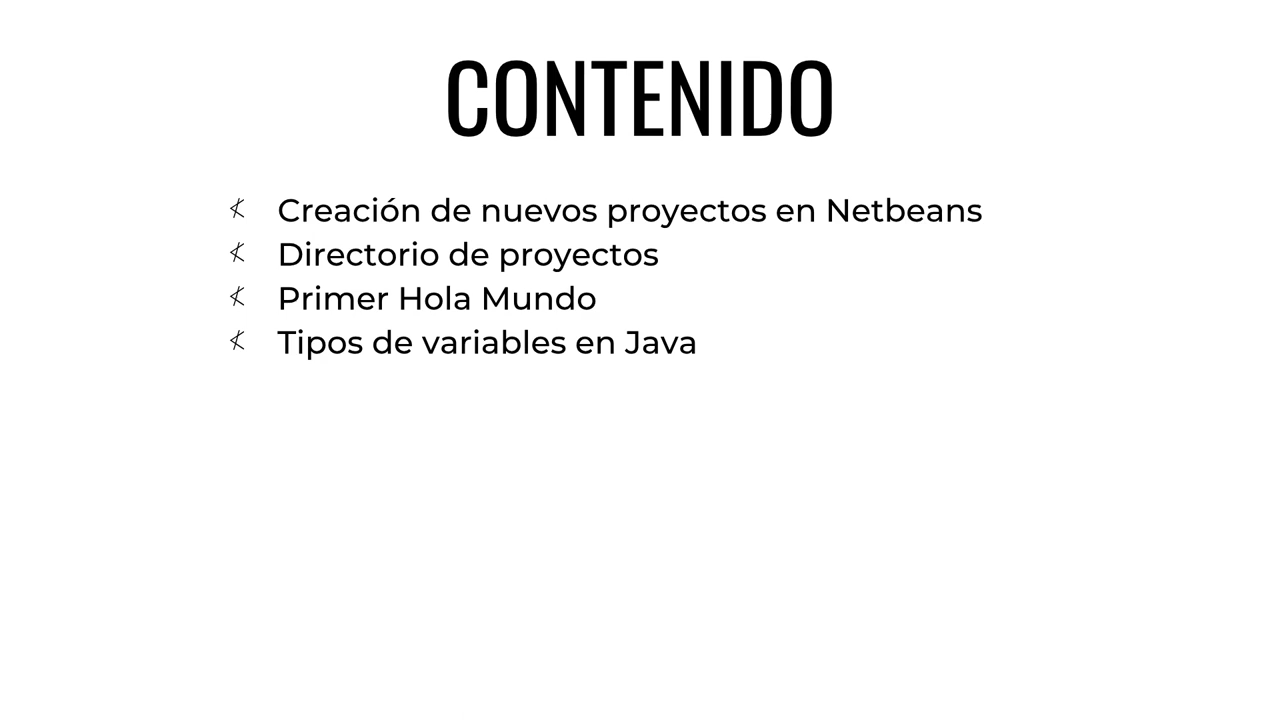 CONTENIDO
Creación de nuevos proyectos en Netbeans
Directorio de proyectos
Primer Hola Mundo
Tipos de variables en Java